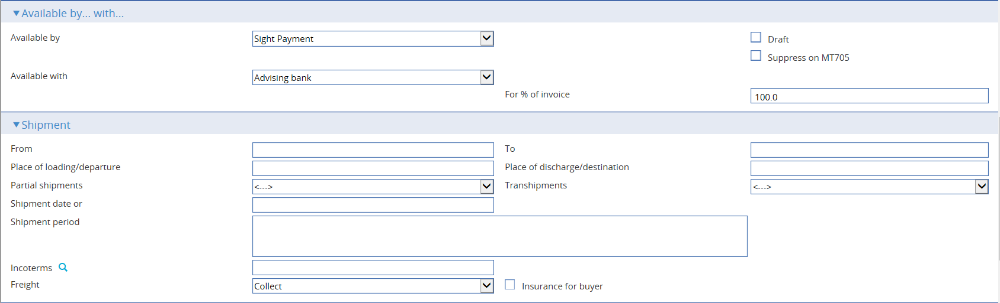 Available by... with...
Available by Sight Payment Draft
Suppress on MT705
Available with Advising bank
For % of invoice 100.0
Shipment
From To
Place of loading/departure Place of discharge/destination
Partial shipments <---> Transhipments <--->
Shipment date or
Shipment period
Incoterms
Freight Collect Insurance for buyer